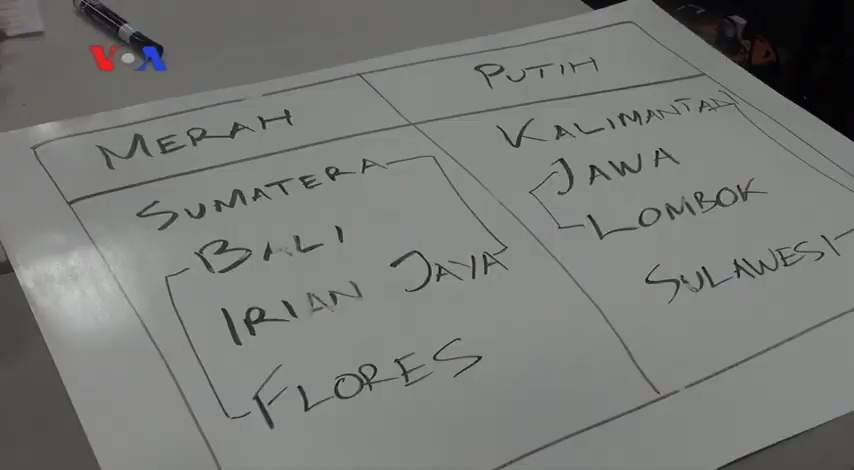 VOA
MERAH
PUTIH
SUMATERA
BALI
IRIAN JAYA
FLORES
KALIMANTAN
JAWA
LOMBOK
SULAWESI